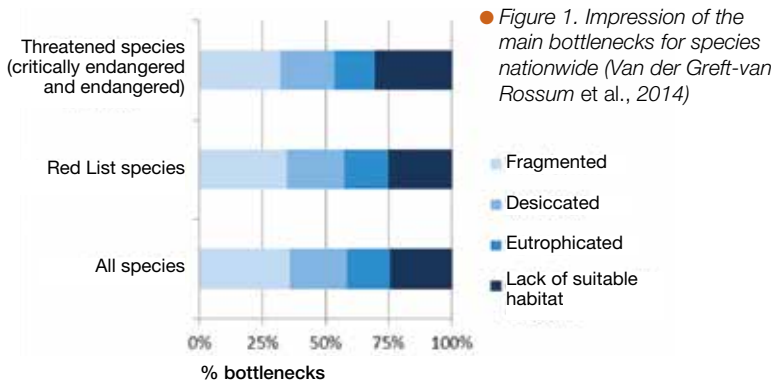 Threatened species
(critically endangered
and endangered)
Red List species
All species
0%
25%
50%
75%
100%
% bottlenecks
Figure 1. Impression of the
main bottlenecks for species
nationwide (Van der Greft-van
Rossum et al., 2014)
Fragmented
Desiccated
Eutrophicated
Lack of suitable
habitat